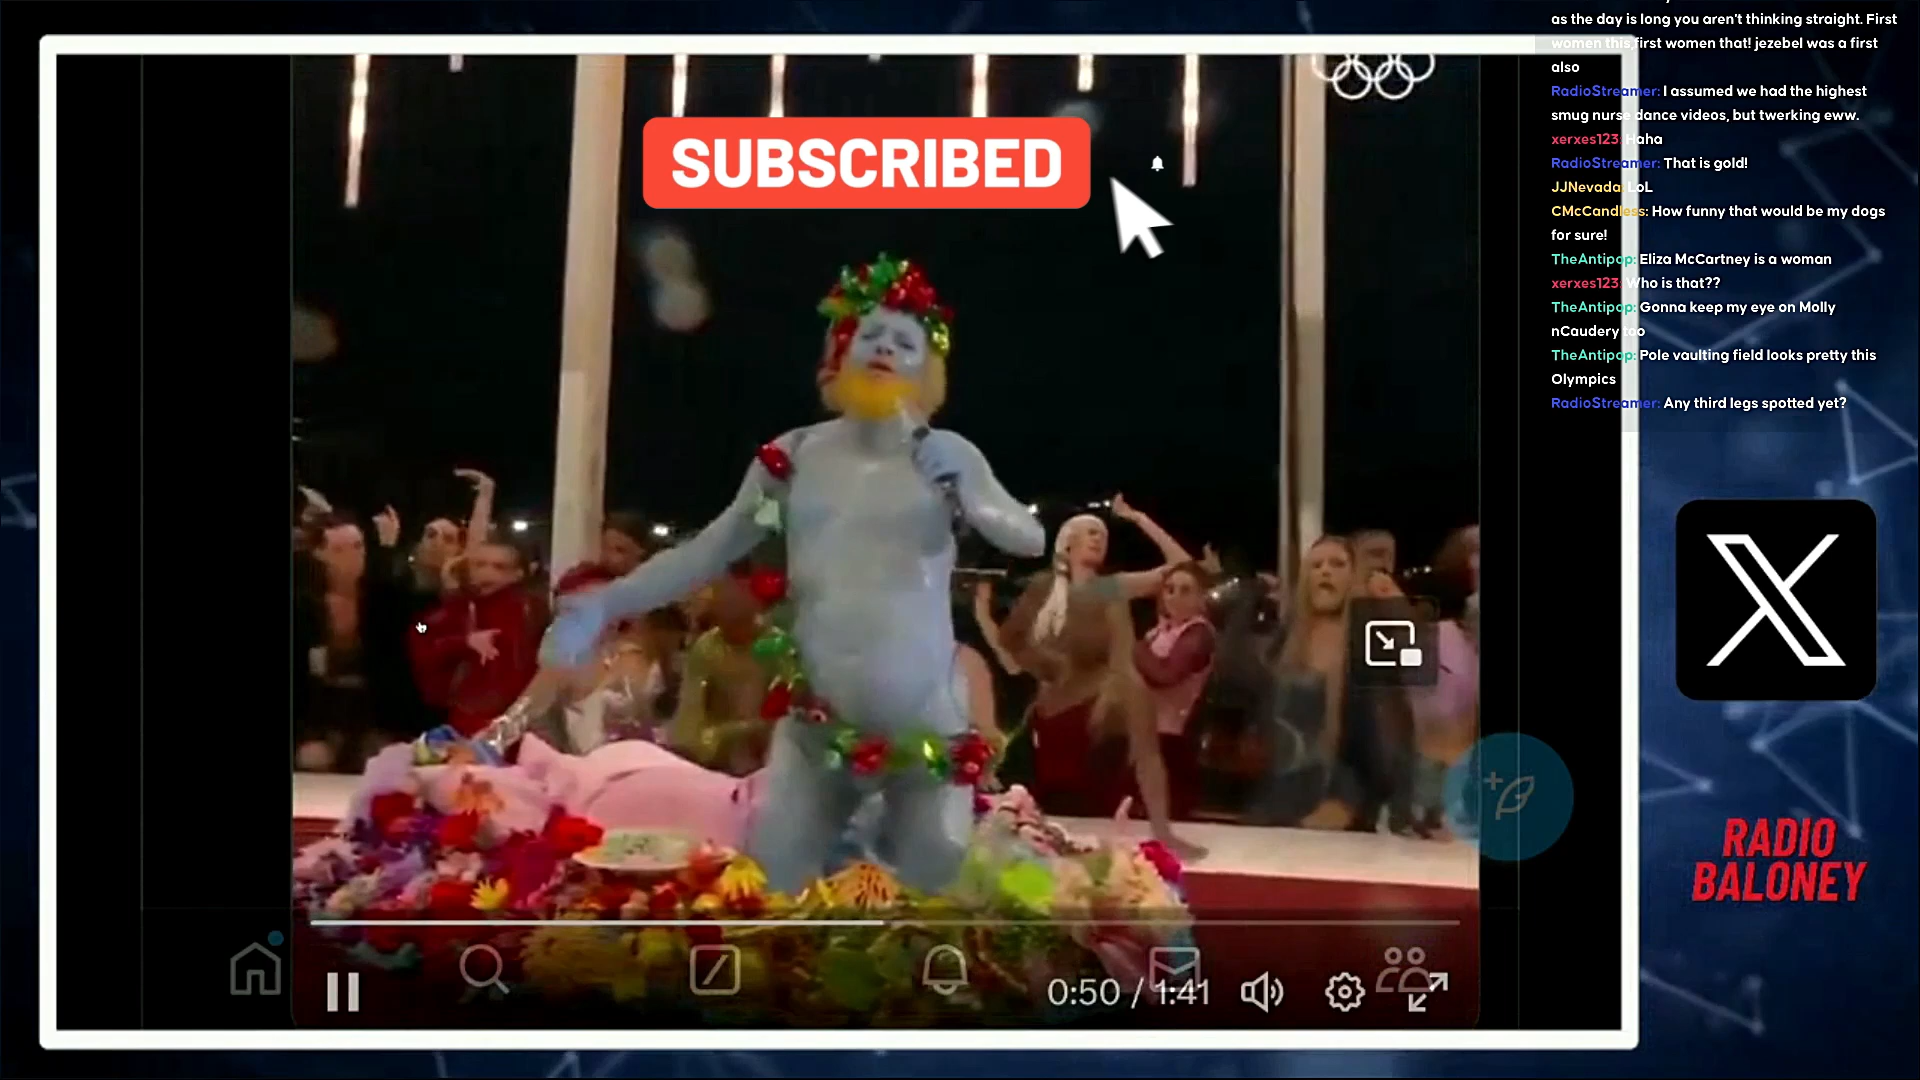 as the day is long you aren't thinking straight. First
women this,first women that! jezebel was a first
also
RadioStreamer: I assumed we had the highest
smug nurse dance videos, but twerking eww.
xerxes123: Haha
RadioStreamer: That is gold!
JJNevada: LoL
CMcCandless: How funny that would be my dogs
for sure!
TheAntipop: Eliza McCartney is a woman
xerxes123: Who is that??
TheAntipop: Gonna keep my eye on Molly
nCaudery too
TheAntipop: Pole vaulting field looks pretty this
Olympics
RadioStreamer: Any third legs spotted yet?
SUBSCRIBED
RADIO
BALONEY
0:50 / 1:41